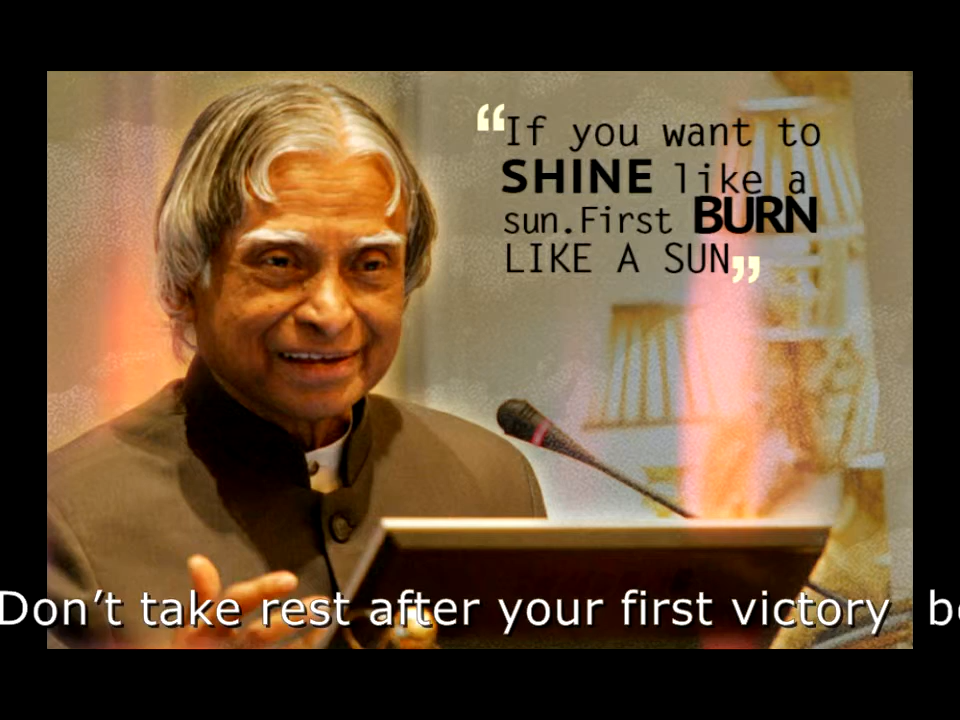 “If you want to
SHINE like a
sun.First BURN
LIKE A SUN”
Don’t take rest after your first victory